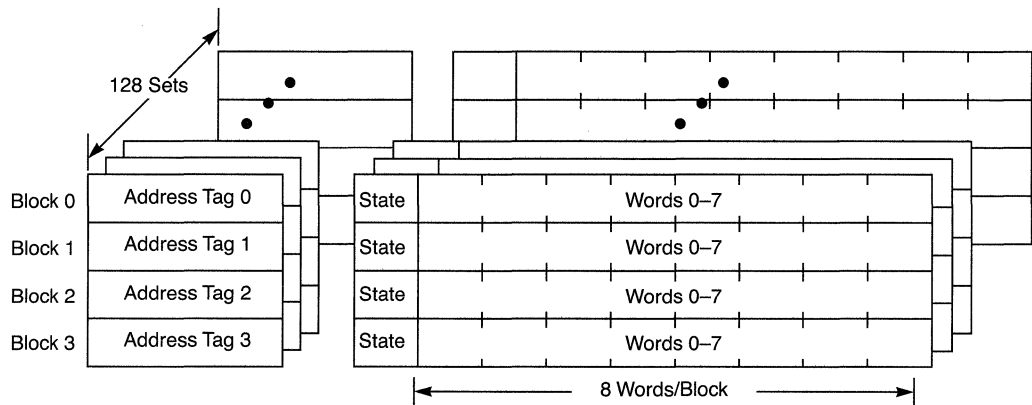 128 Sets
Block 0 Address Tag 0 State Words 0–7
Block 1 Address Tag 1 State Words 0–7
Block 2 Address Tag 2 State Words 0–7
Block 3 Address Tag 3 State Words 0–7
8 Words/Block